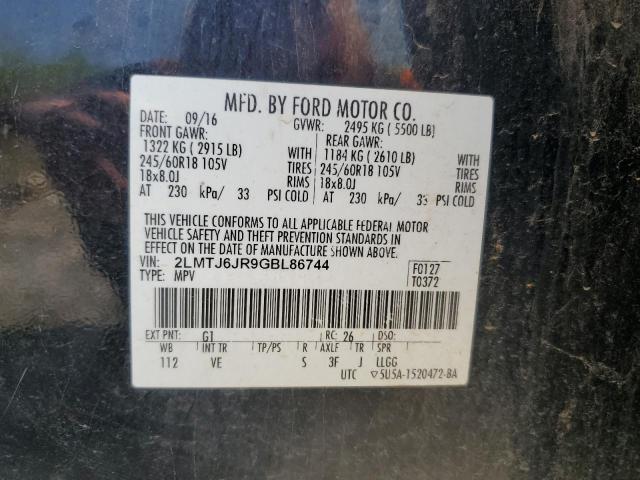 MFD. BY FORD MOTOR CO.
DATE: 09/16 GVWR: 2495 KG ( 5500 LB)
FRONT GAWR: REAR GAWR:
1322 KG ( 2915 LB) WITH 1184 KG ( 2610 LB) WITH
245/60R18 105V TIRES 245/60R18 105V TIRES
18x8.0J RIMS 18x8.0J RIMS
AT 230 kPa/ 33 PSI COLD AT 230 kPa/ 33 PSI COLD
THIS VEHICLE CONFORMS TO ALL APPLICABLE FEDERAL MOTOR
VEHICLE SAFETY AND THEFT PREVENTION STANDARDS IN
EFFECT ON THE DATE OF MANUFACTURE SHOWN ABOVE.
VIN: 2LMTJ6JR9GBL86744 F0127
TYPE: MPV T0372
EXT PNT: G1 RC: 26 DSO:
WB INT TR TP/PS R AXLE TR SPR
112 VE S 3F J LLGG
UTC ▽5U5A-1520472-BA